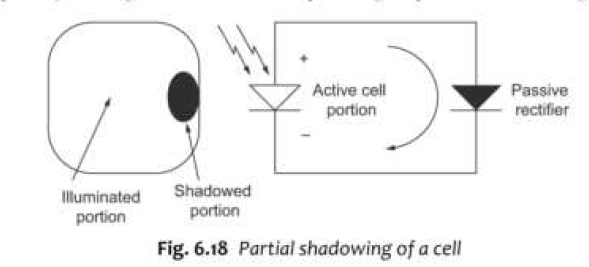 +
Active cell
portion
−
Passive
rectifier
Illuminated
portion
Shadowed
portion
Fig. 6.18 Partial shadowing of a cell